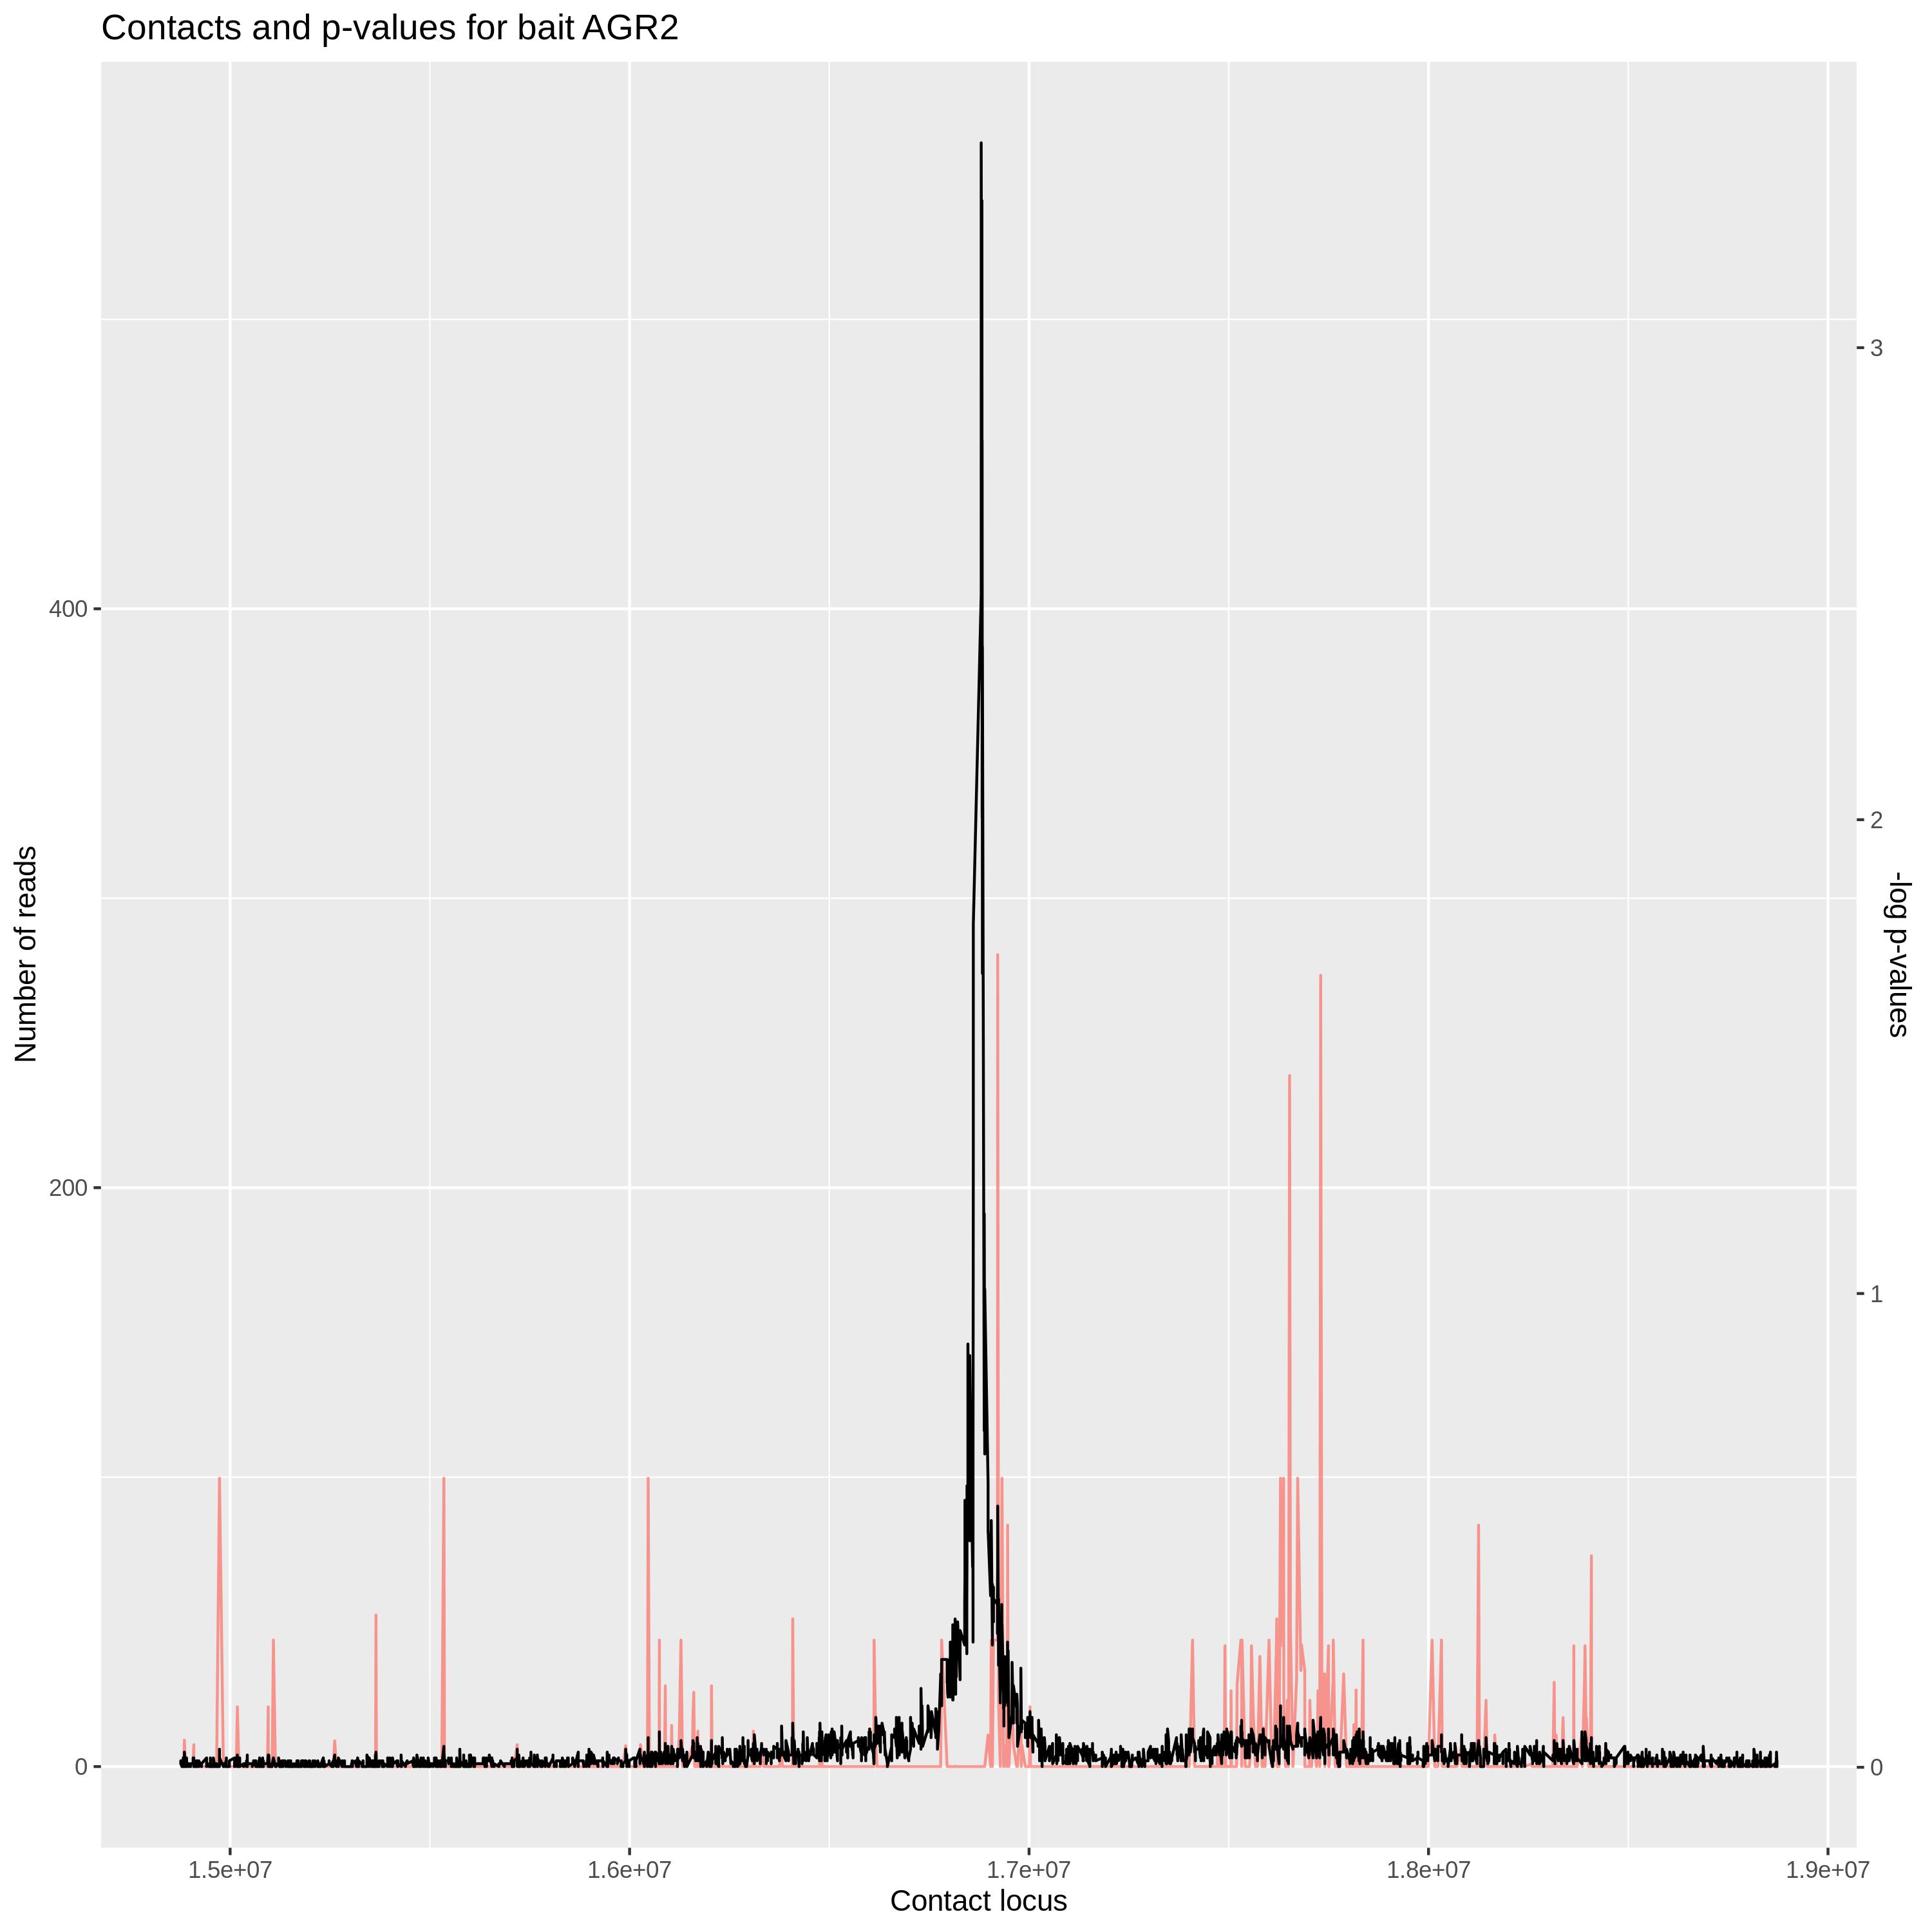 Contacts and p-values for bait AGR2
Number of reads
400
200
0
3
2
1
0
-log p-values
1.5e+07
1.6e+07
1.7e+07
1.8e+07
1.9e+07
Contact locus